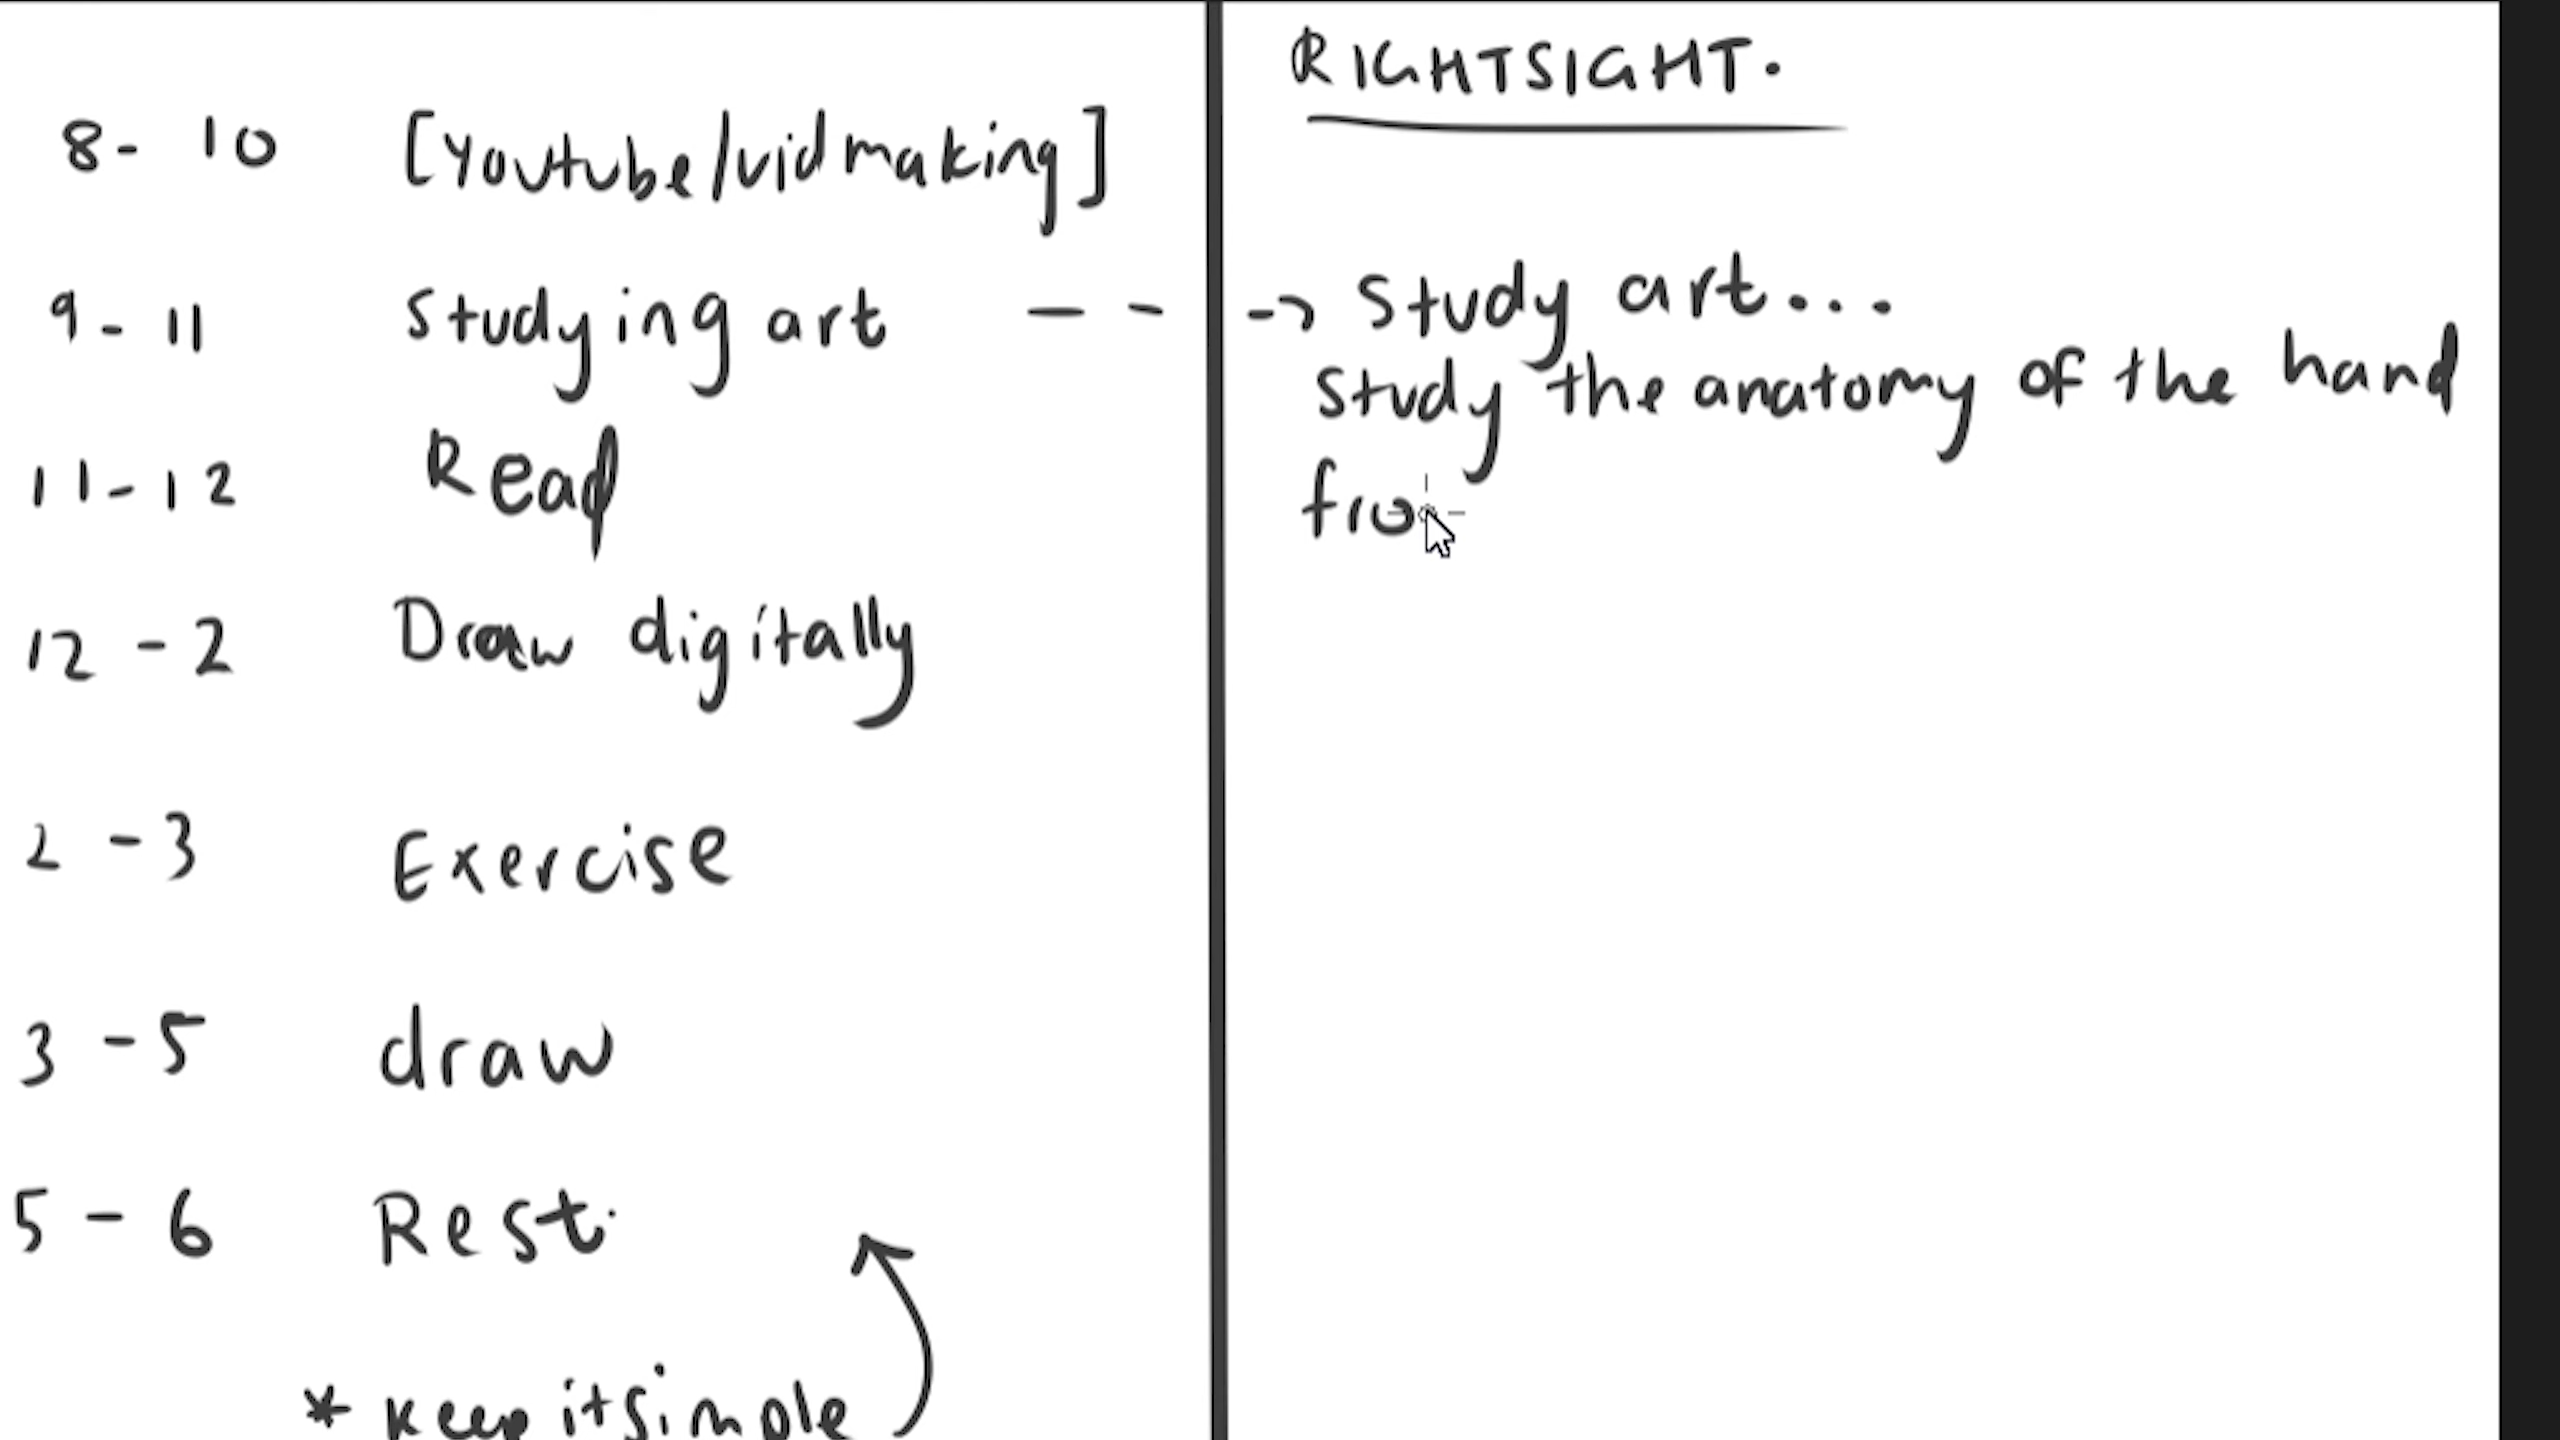 8- 10 [Youtube/vidmaking]
9- 11 Studying art - -
11-12 Read
12 -2 Draw digitally
2 -3 Exercise
3 -5 draw
5 - 6 Rest.
* keep it simple
RIGHTSIGHT.
-> Study art...
Study the anatomy of the hand
fro